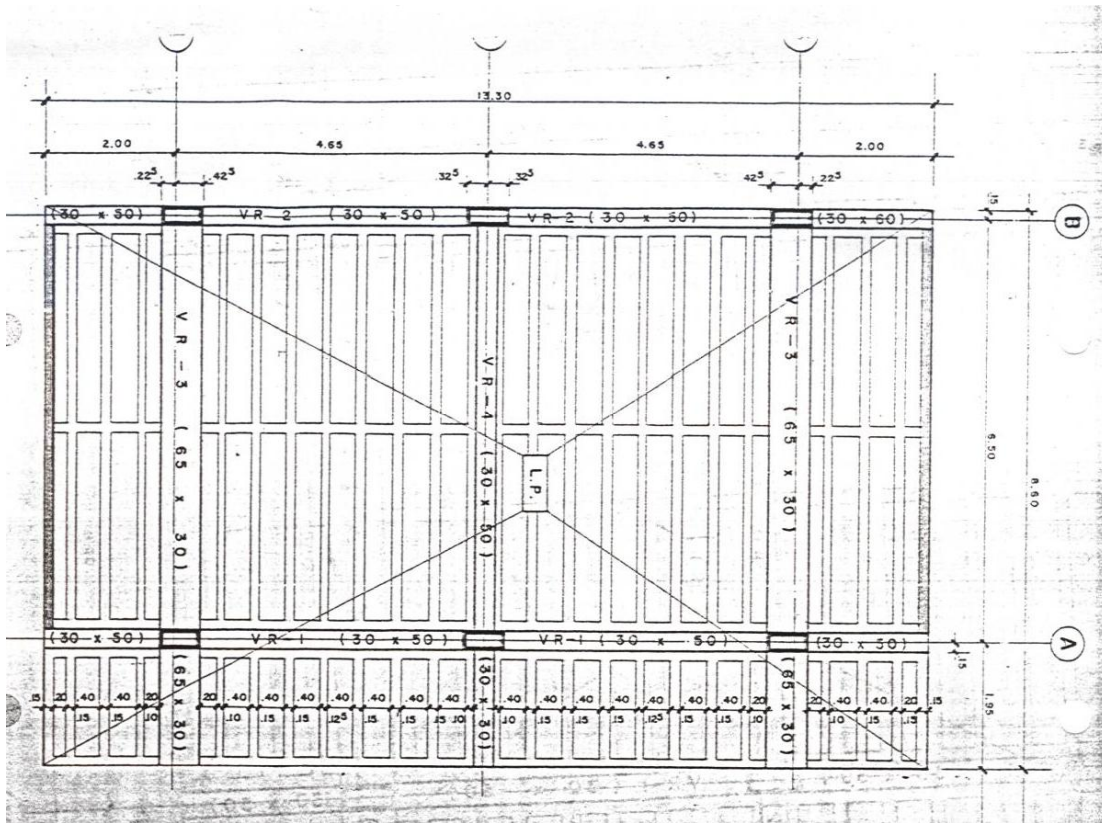 13.30
2.00 4.65 4.65 2.00
.22⁵ .42⁵ .32⁵ .32⁵ .42⁵ .22⁵
.15
(30 x 50) VR-2 (30 x 50) VR-2 (30 x 50) (30 x 60)
B
VR-3 (65 x 30)
VR-4 (30 x 50)
VR-3 (65 x 30)
L.P.
6.50
8.60
(30 x 50) VR-1 (30 x 50) VR-1 (30 x 50) (30 x 50)
A
.15
(65 x 30) (30 x 30) (65 x 30)
1.95
.15 .20 .40 .40 .20 .20 .40 .40 .40 .40 .40 .40 .40 .40 .40 .40 .40 .40 .20 .20 .40 .40 .20 .15
.15 .15 .10 .10 .15 .15 .12⁵ .15 .15 .10 .10 .15 .15 .15 .12⁵ .15 .15 .10 .10 .15 .15